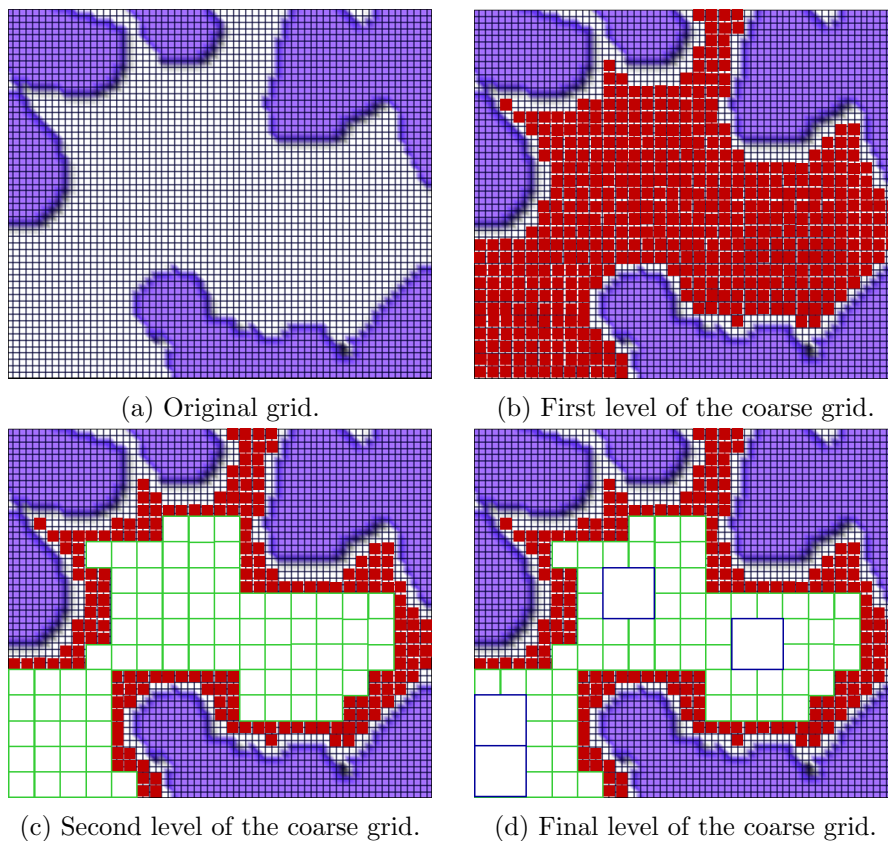 (a) Original grid.
(b) First level of the coarse grid.
(c) Second level of the coarse grid.
(d) Final level of the coarse grid.